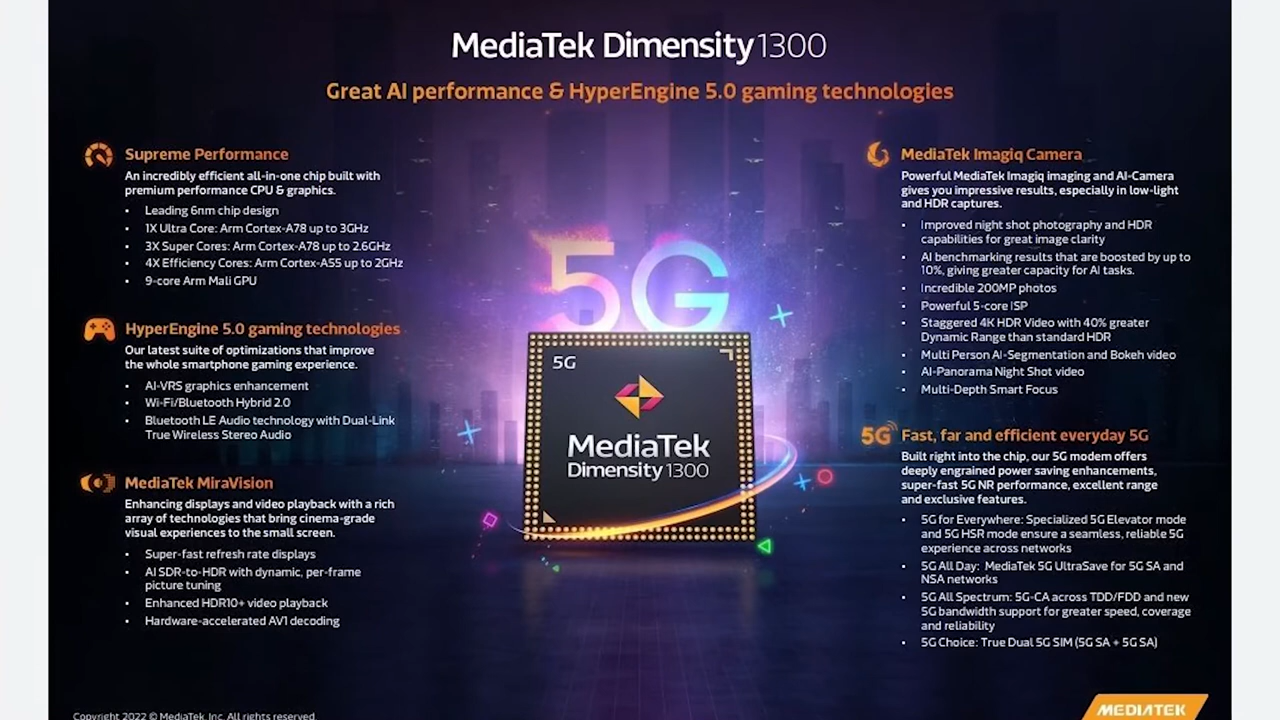 MediaTek Dimensity 1300
Great AI performance & HyperEngine 5.0 gaming technologies
Supreme Performance
An incredibly efficient all-in-one chip built with
premium performance CPU & graphics.
• Leading 6nm chip design
• 1X Ultra Core: Arm Cortex-A78 up to 3GHz
• 3X Super Cores: Arm Cortex-A78 up to 2.6GHz
• 4X Efficiency Cores: Arm Cortex-A55 up to 2GHz
• 9-core Arm Mali GPU
HyperEngine 5.0 gaming technologies
Our latest suite of optimizations that improve
the whole smartphone gaming experience.
• AI-VRS graphics enhancement
• Wi-Fi/Bluetooth Hybrid 2.0
• Bluetooth LE Audio technology with Dual-Link
True Wireless Stereo Audio
MediaTek MiraVision
Enhancing displays and video playback with a rich
array of technologies that bring cinema-grade
visual experiences to the small screen.
• Super-fast refresh rate displays
• AI SDR-to-HDR with dynamic, per-frame
picture tuning
• Enhanced HDR10+ video playback
• Hardware-accelerated AV1 decoding
5G
5G
MediaTek
Dimensity 1300
MediaTek Imagiq Camera
Powerful MediaTek Imagiq imaging and AI-Camera
gives you impressive results, especially in low-light
and HDR captures.
• Improved night shot photography and HDR
capabilities for great image clarity
• AI benchmarking results that are boosted by up to
10%, giving greater capacity for AI tasks.
• Incredible 200MP photos
• Powerful 5-core ISP
• Staggered 4K HDR Video with 40% greater
Dynamic Range than standard HDR
• Multi Person AI-Segmentation and Bokeh video
• AI-Panorama Night Shot video
• Multi-Depth Smart Focus
5G Fast, far and efficient everyday 5G
Built right into the chip, our 5G modem offers
deeply engrained power saving enhancements,
super-fast 5G NR performance, excellent range
and exclusive features.
• 5G for Everywhere: Specialized 5G Elevator mode
and 5G HSR mode ensure a seamless, reliable 5G
experience across networks
• 5G All Day: MediaTek 5G UltraSave for 5G SA and
NSA networks
• 5G All Spectrum: 5G-CA across TDD/FDD and new
5G bandwidth support for greater speed, coverage
and reliability
• 5G Choice: True Dual 5G SIM (5G SA + 5G SA)
Copyright 2022 © MediaTek, Inc. All rights reserved.
MEDIATEK